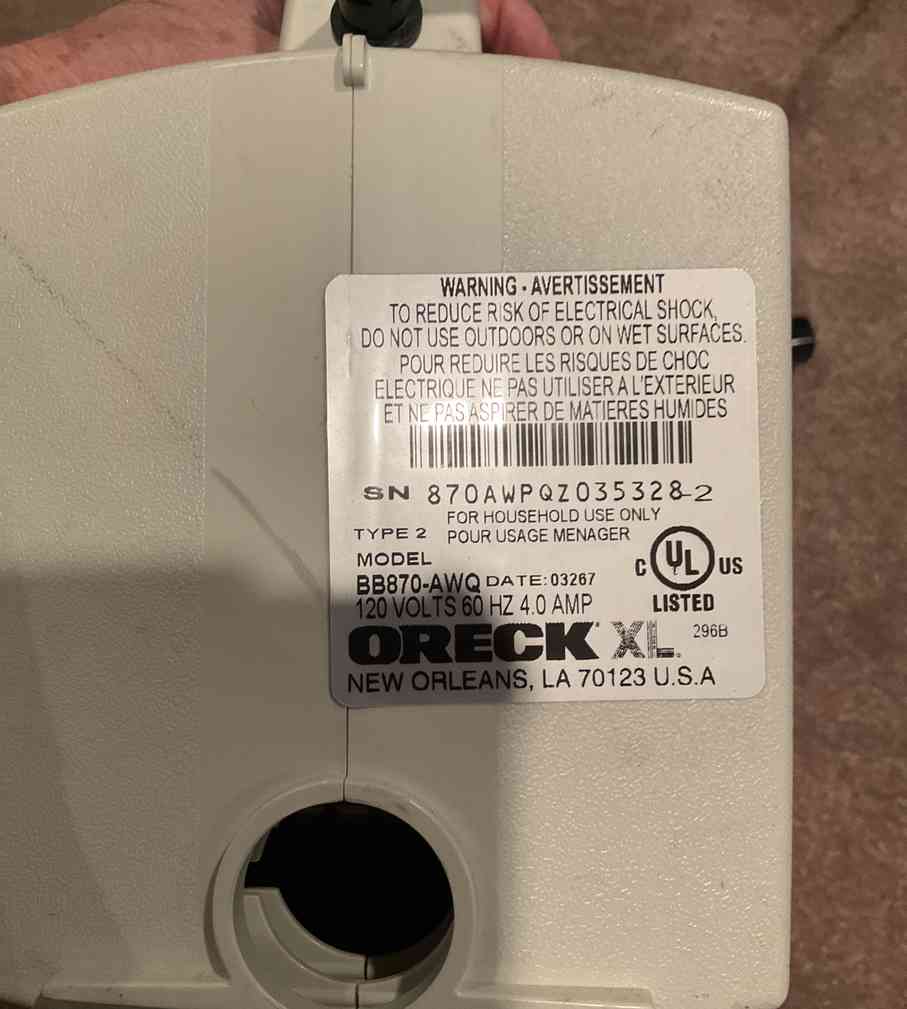 WARNING - AVERTISSEMENT
TO REDUCE RISK OF ELECTRICAL SHOCK,
DO NOT USE OUTDOORS OR ON WET SURFACES.
POUR REDUIRE LES RISQUES DE CHOC
ELECTRIQUE NE PAS UTILISER A L'EXTERIEUR
ET NE PAS ASPIRER DE MATIERES HUMIDES
SN 870AWPQZ035328-2
FOR HOUSEHOLD USE ONLY
TYPE 2 POUR USAGE MENAGER
MODEL
BB870-AWQ DATE: 03267
120 VOLTS 60 HZ 4.0 AMP
C UL US
LISTED
ORECK XL. 296B
NEW ORLEANS, LA 70123 U.S.A